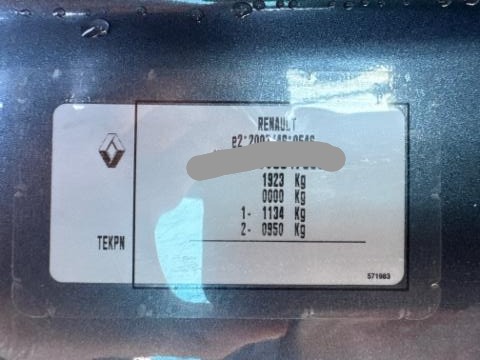 RENAULT
1923 Kg
0000 Kg
1- 1134 Kg
2- 0950 Kg
TEKPN
571983